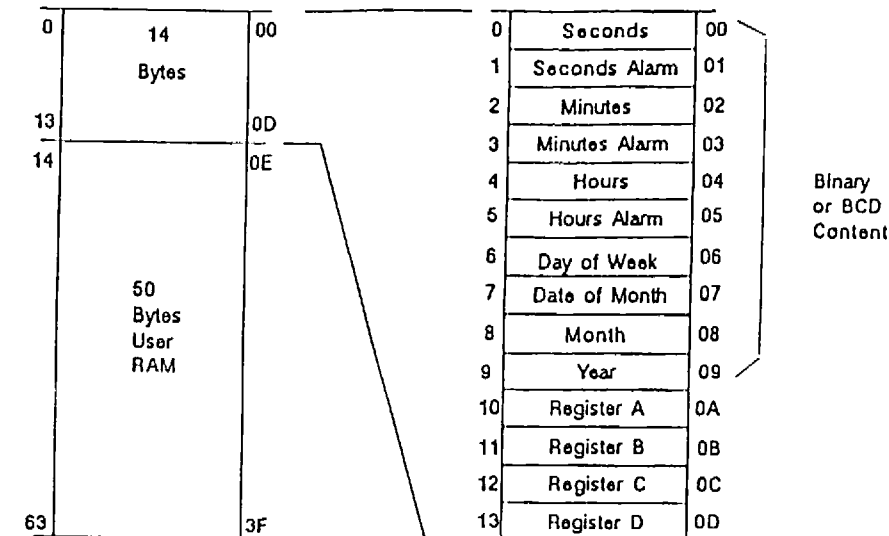 0
14
Bytes
00
13
0D
14
0E
50
Bytes
User
RAM
63
3F
0 Seconds 00
1 Seconds Alarm 01
2 Minutes 02
3 Minutes Alarm 03
4 Hours 04
5 Hours Alarm 05
6 Day of Week 06
7 Date of Month 07
8 Month 08
9 Year 09
10 Register A 0A
11 Register B 0B
12 Register C 0C
13 Register D 0D
Binary
or BCD
Content